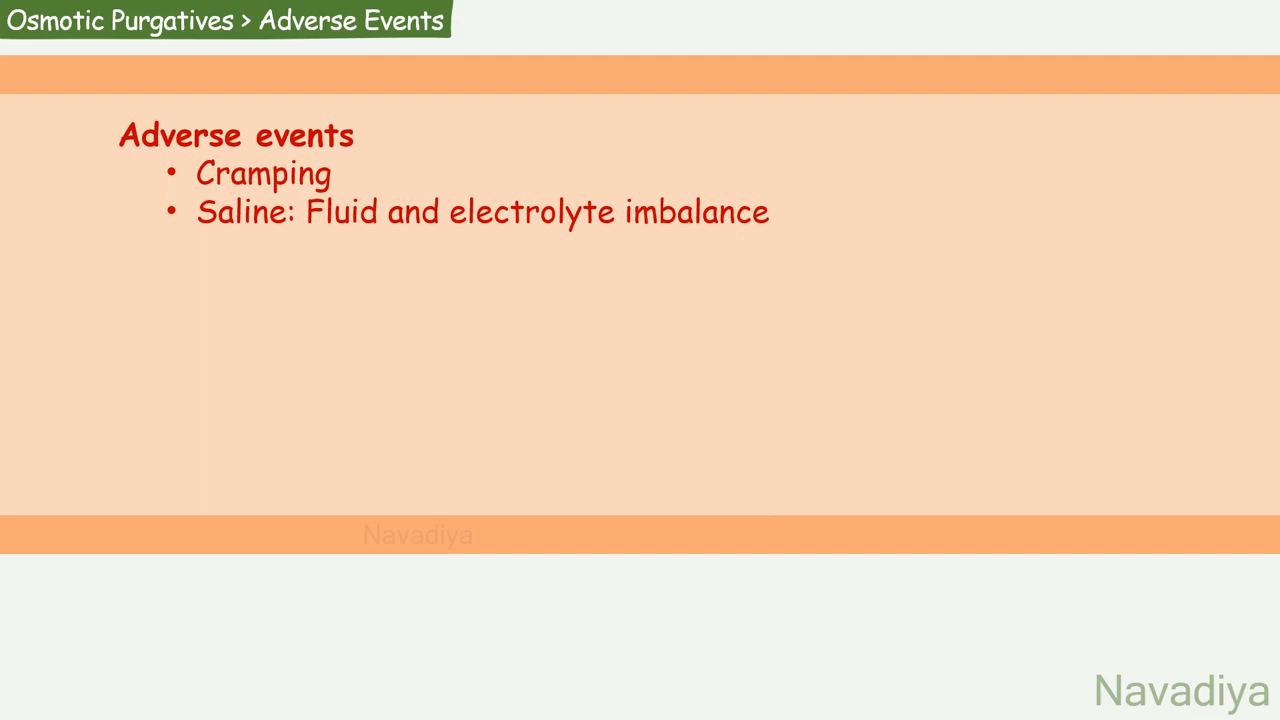 Osmotic Purgatives > Adverse Events
Adverse events
• Cramping
• Saline: Fluid and electrolyte imbalance
Navadiya
Navadiya